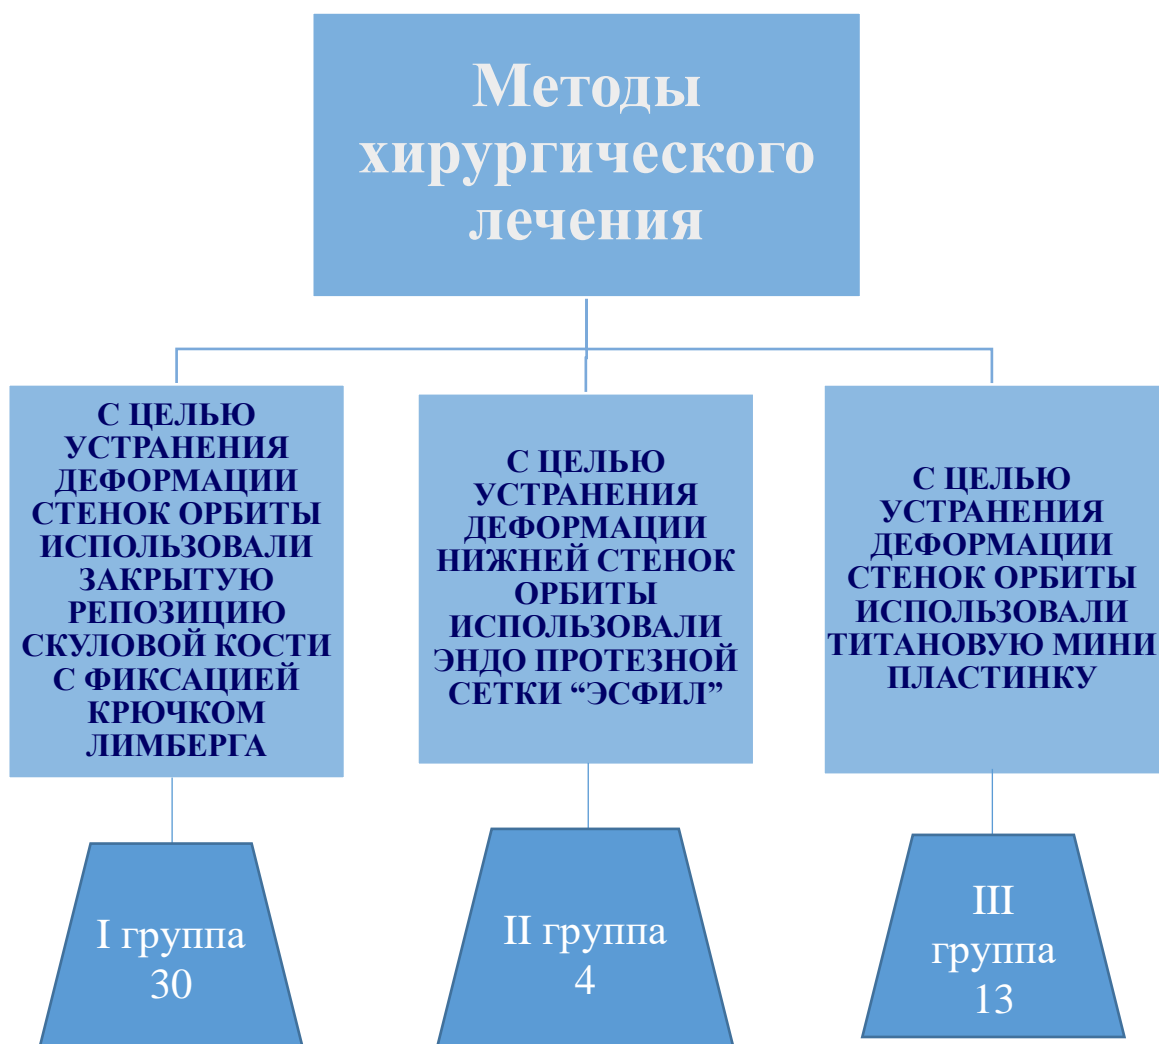 Методы
хирургического
лечения
С ЦЕЛЬЮ
УСТРАНЕНИЯ
ДЕФОРМАЦИИ
СТЕНОК ОРБИТЫ
ИСПОЛЬЗОВАЛИ
ЗАКРЫТУЮ
РЕПОЗИЦИЮ
СКУЛОВОЙ КОСТИ
С ФИКСАЦИЕЙ
КРЮЧКОМ
ЛИМБЕРГА
С ЦЕЛЬЮ
УСТРАНЕНИЯ
ДЕФОРМАЦИИ
НИЖНЕЙ СТЕНОК
ОРБИТЫ
ИСПОЛЬЗОВАЛИ
ЭНДО ПРОТЕЗНОЙ
СЕТКИ “ЭСФИЛ”
С ЦЕЛЬЮ
УСТРАНЕНИЯ
ДЕФОРМАЦИИ
СТЕНОК ОРБИТЫ
ИСПОЛЬЗОВАЛИ
ТИТАНОВУЮ МИНИ
ПЛАСТИНКУ
I группа
30
II группа
4
III
группа
13